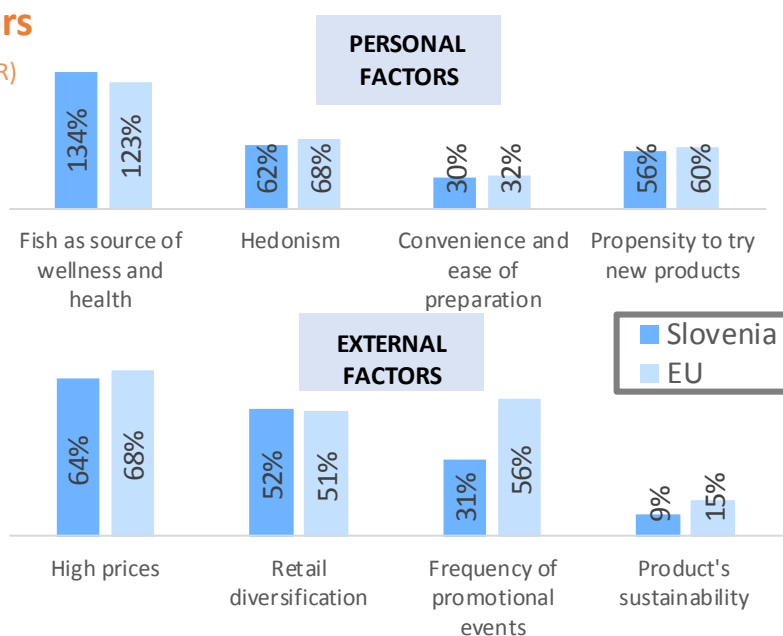 rs
R)
PERSONAL
FACTORS
134%
123%
62%
68%
30%
32%
56%
60%
Fish as source of
wellness and
health
Hedonism
Convenience and
ease of
preparation
Propensity to try
new products
EXTERNAL
FACTORS
Slovenia
EU
64%
68%
52%
51%
31%
56%
9%
15%
High prices
Retail
diversification
Frequency of
promotional
events
Product's
sustainability